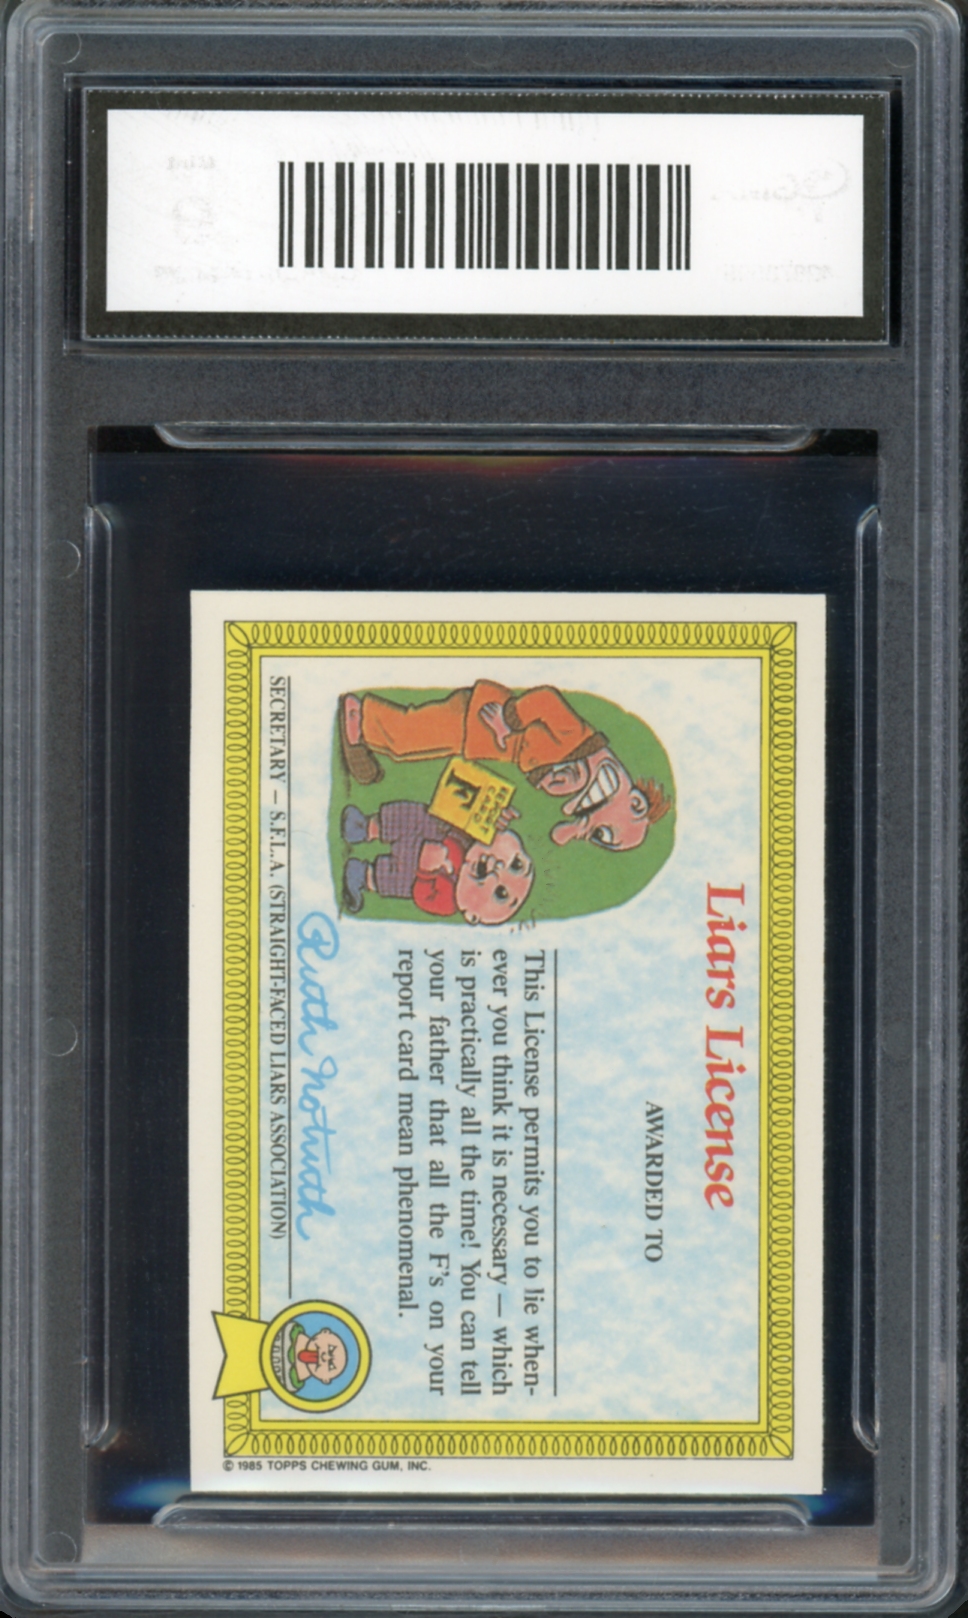 Liars License
AWARDED TO
This License permits you to lie when-
ever you think it is necessary — which
is practically all the time! You can tell
your father that all the F's on your
report card mean phenomenal.
REPORT
CARD
F
Ruth Notruth
SECRETARY — S.F.L.A. (STRAIGHT-FACED LIARS ASSOCIATION)
© 1985 TOPPS CHEWING GUM, INC.